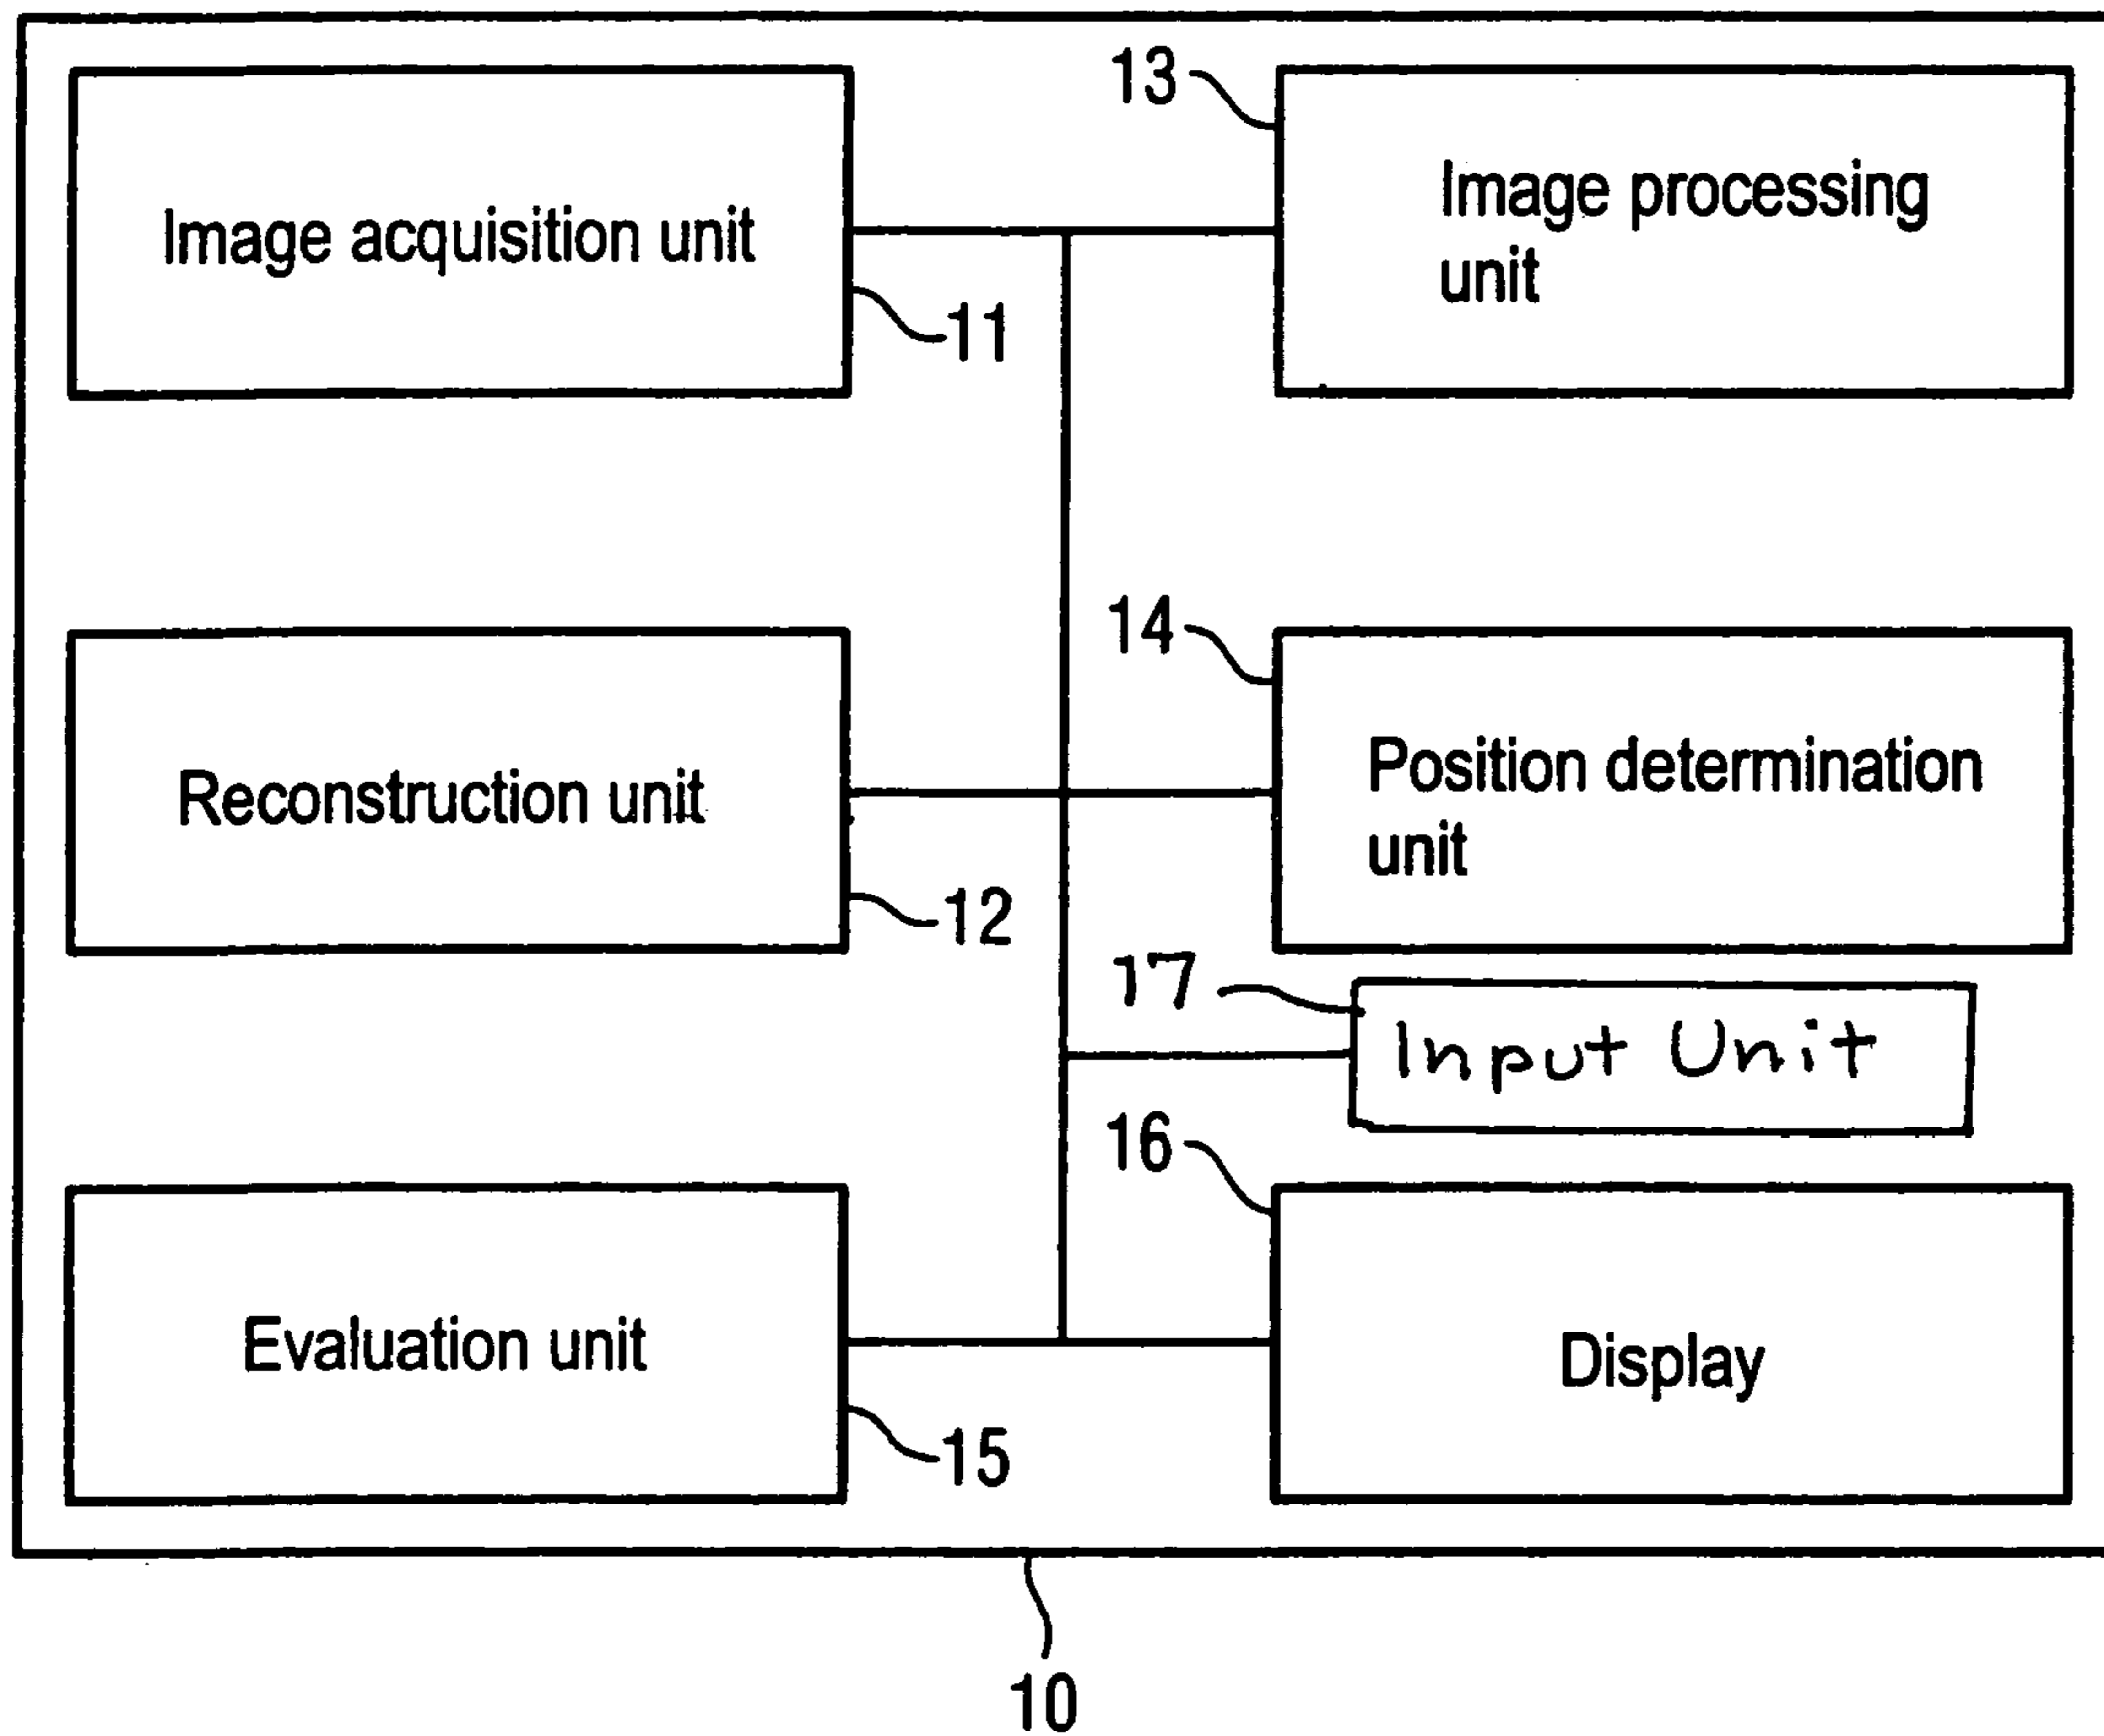 13
Image acquisition unit
Image processing
unit
11
14
Reconstruction unit
Position determination
unit
12
17
Input Unit
16
Evaluation unit
Display
15
10